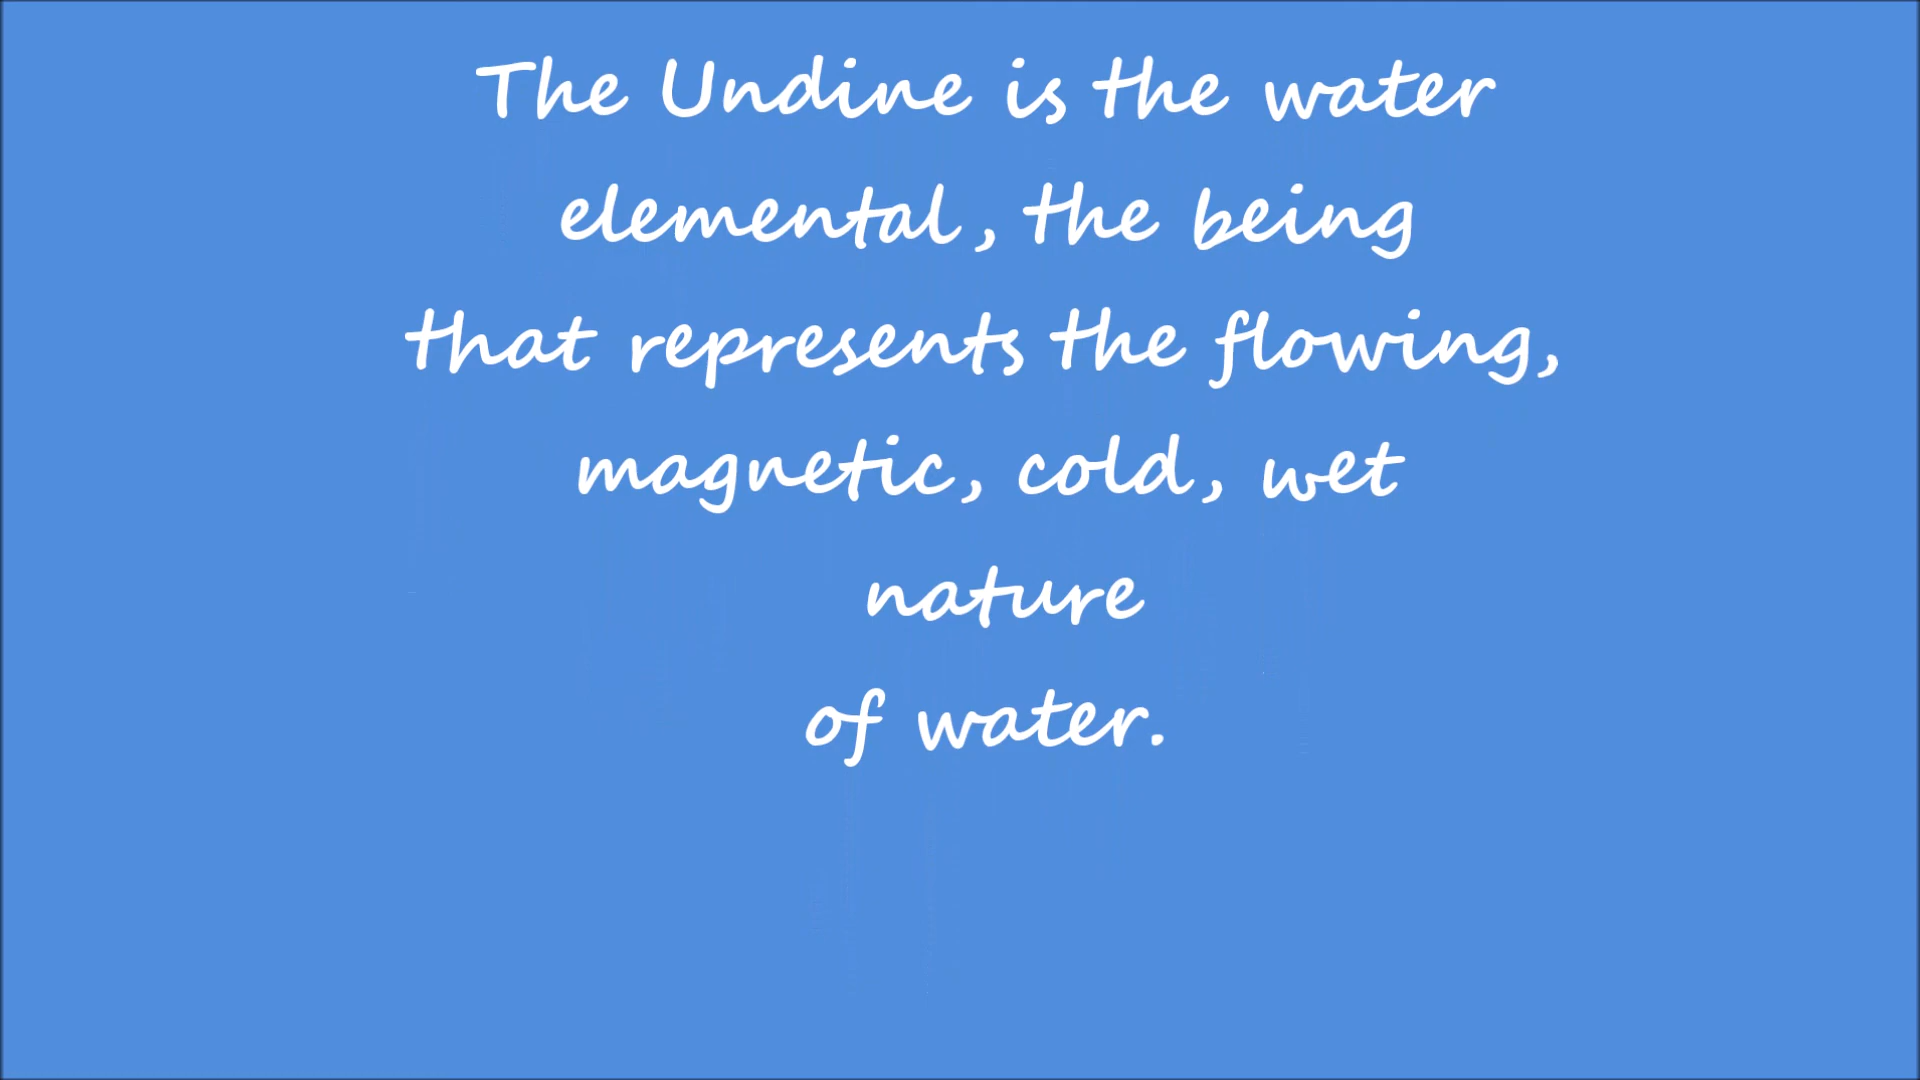 The Undine is the water
elemental, the being
that represents the flowing,
magnetic, cold, wet
nature
of water.